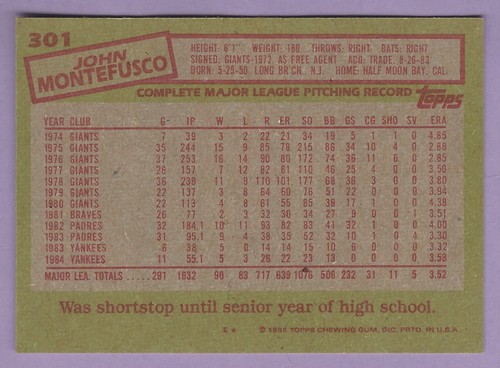 301
JOHN MONTEFUSCO
HEIGHT: 6'1" WEIGHT: 180 THROWS: RIGHT BATS: RIGHT
SIGNED: GIANTS-1972, AS FREE AGENT ACQ: TRADE, 8-26-83
BORN: 5-25-50 LONG BR'CH, N.J. HOME: HALF MOON BAY, CAL.
COMPLETE MAJOR LEAGUE PITCHING RECORD topps
YEAR CLUB G IP W L R ER SO BB GS CG SHO SV ERA
1974 GIANTS 7 39 3 2 22 21 34 19 5 1 1 0 4.85
1975 GIANTS 35 244 15 9 85 78 215 86 34 10 4 0 2.88
1976 GIANTS 37 253 16 14 90 80 172 74 36 11 6 0 2.85
1977 GIANTS 26 157 7 12 82 61 110 46 25 4 0 0 3.50
1978 GIANTS 36 239 11 9 109 101 177 68 36 3 0 0 3.80
1979 GIANTS 22 137 3 8 64 60 76 51 22 0 0 0 3.94
1980 GIANTS 22 113 4 8 85 39 1 0 0
1981 BRAVES 26 77 2 3 32 30 34 27 9 0 0 1 3.51
1982 PADRES 32 184.1 10 11 93 82 83 41 32 1 0 0 4.00
1983 PADRES 31 95.1 9 4 38 35 52 32 10 1 0 4 3.30
1983 YANKEES 6 38 5 0 14 14 15 10 6 0 0 0 3.32
1984 YANKEES 11 55.1 5 3 26 22 23 13 11 0 0 0 3.58
MAJOR LEA. TOTALS 291 1632 90 83 717 639 1076 506 232 31 11 5 3.52
Was shortstop until senior year of high school.
© 1985 TOPPS CHEWING GUM, INC. PRTD. IN U.S.A.